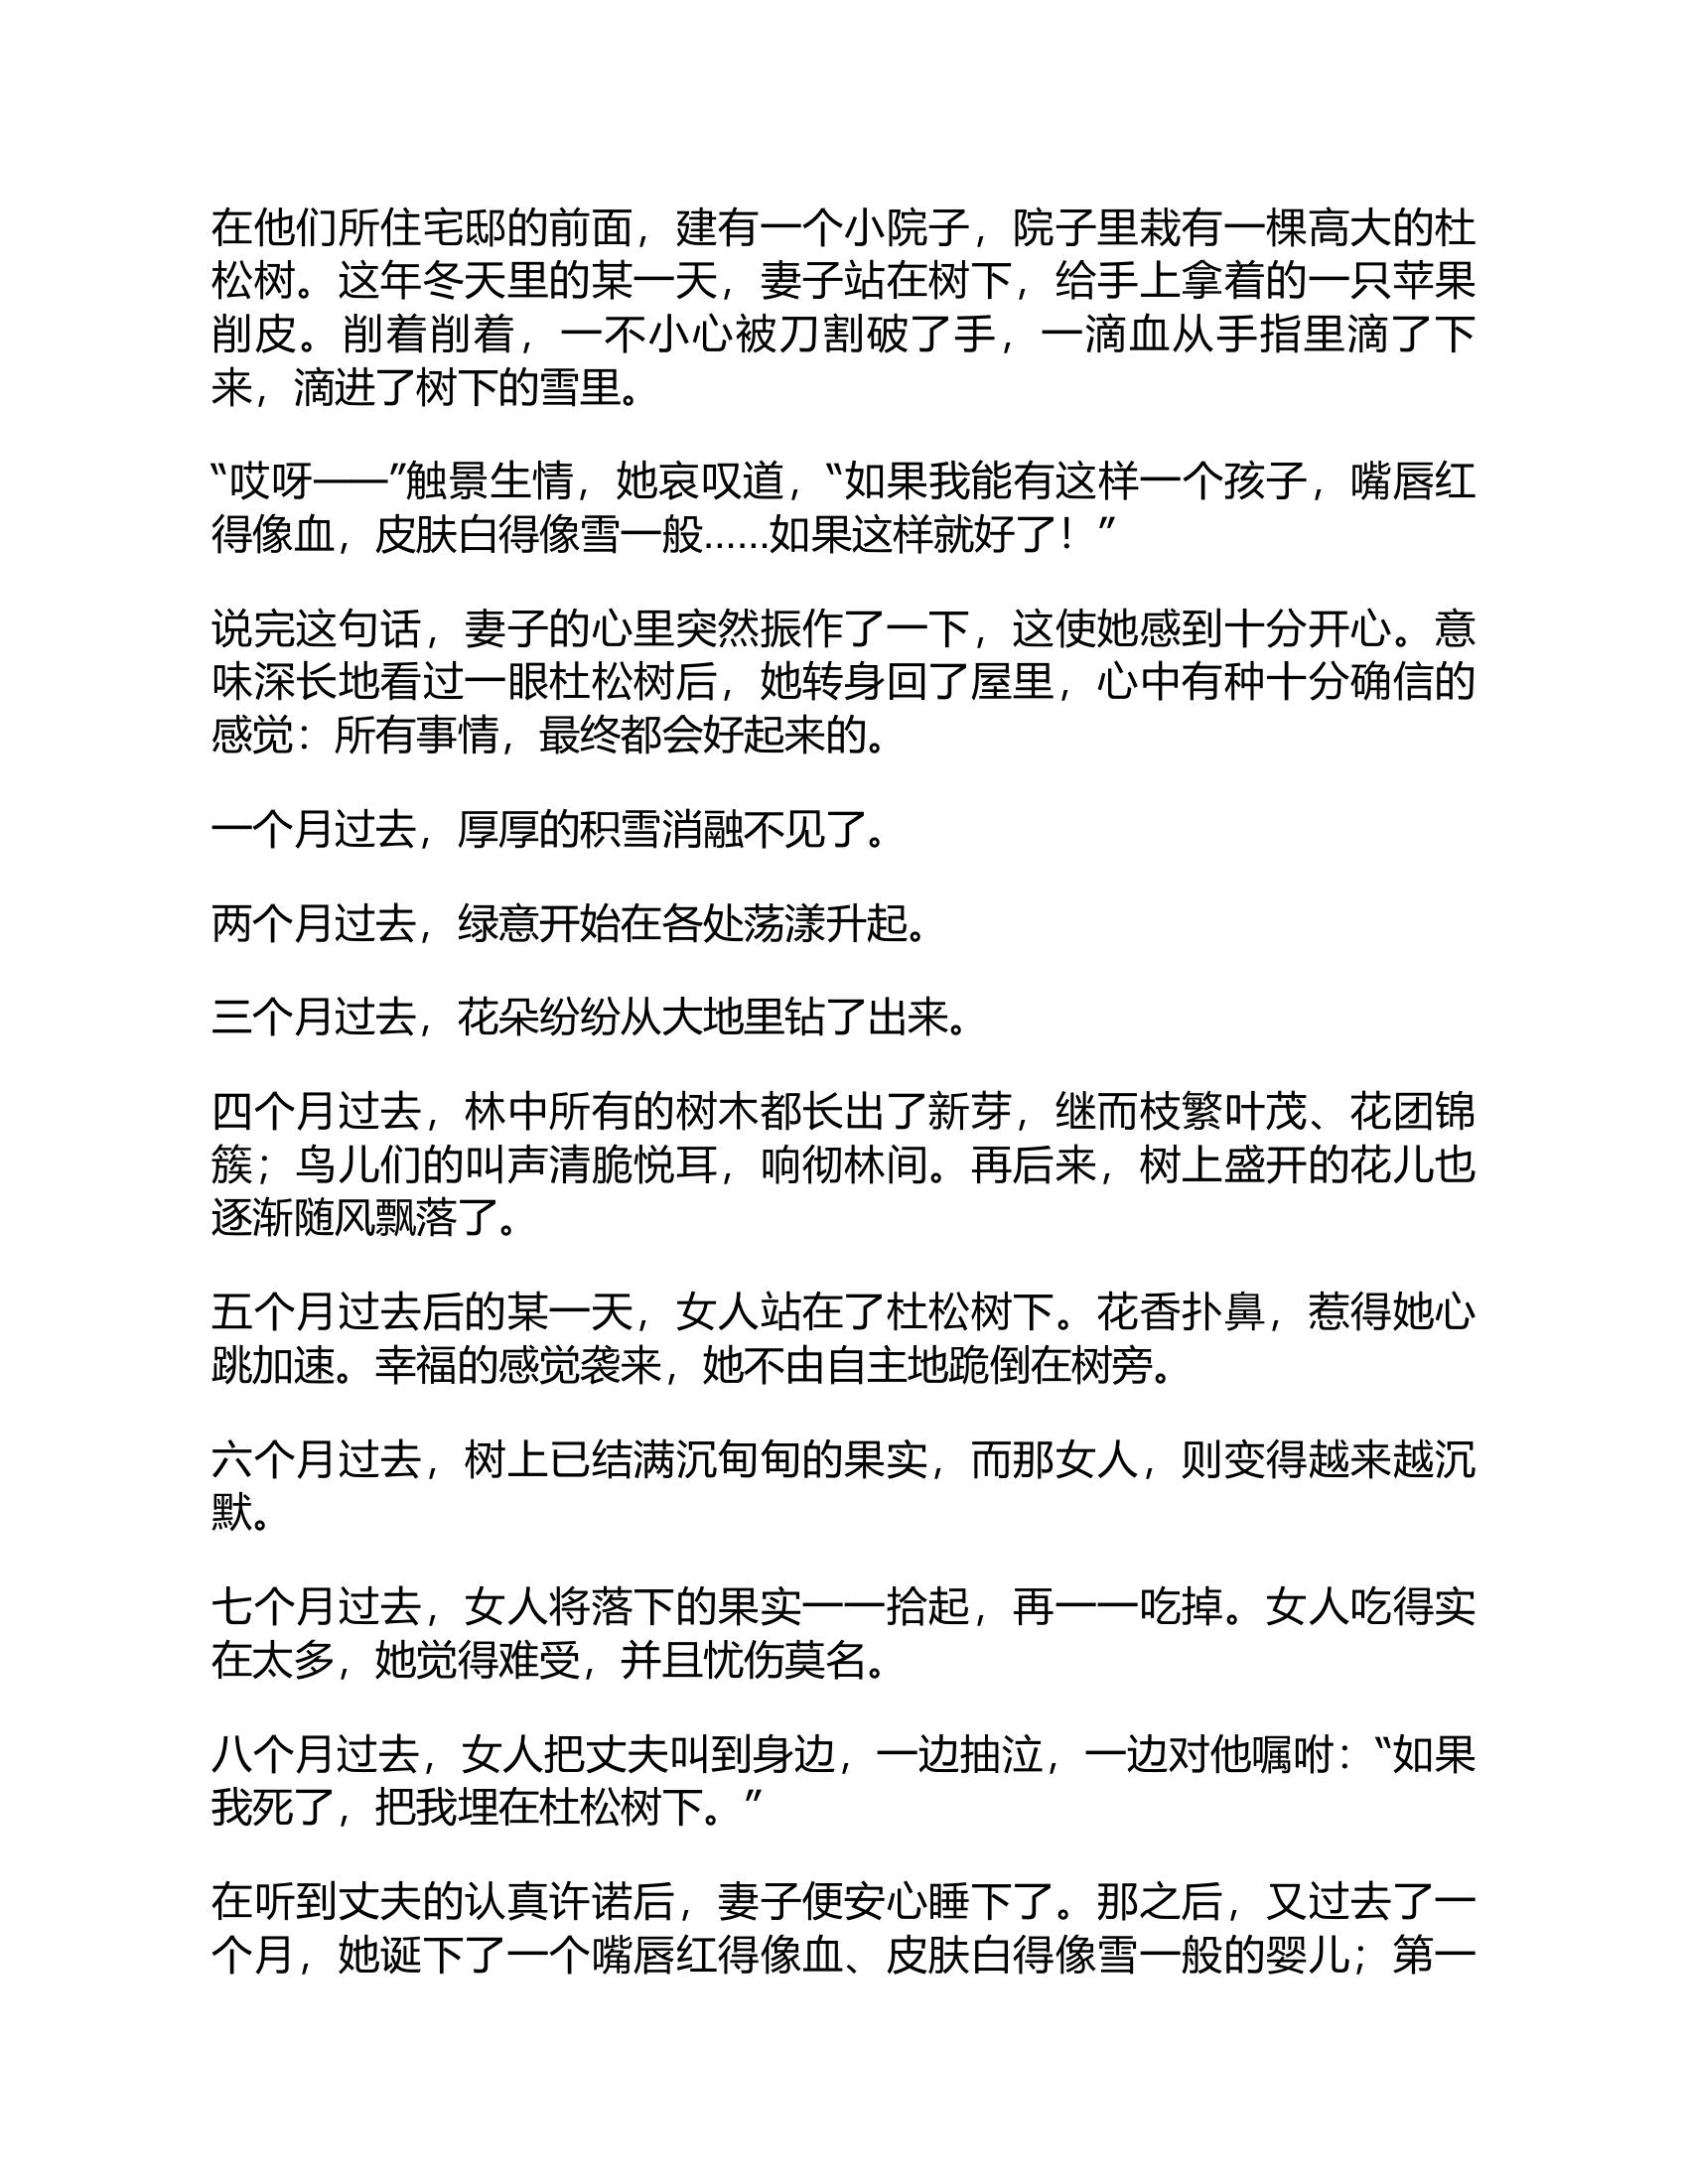 在他们所住宅邸的前面，建有一个小院子，院子里栽有一棵高大的杜
松树。这年冬天里的某一天，妻子站在树下，给手上拿着的一只苹果
削皮。削着削着，一不小心被刀割破了手，一滴血从手指里滴了下
来，滴进了树下的雪里。
“哎呀——”触景生情，她哀叹道，“如果我能有这样一个孩子，嘴唇红
得像血，皮肤白得像雪一般……如果这样就好了！”
说完这句话，妻子的心里突然振作了一下，这使她感到十分开心。意
味深长地看过一眼杜松树后，她转身回了屋里，心中有种十分确信的
感觉：所有事情，最终都会好起来的。
一个月过去，厚厚的积雪消融不见了。
两个月过去，绿意开始在各处荡漾升起。
三个月过去，花朵纷纷从大地里钻了出来。
四个月过去，林中所有的树木都长出了新芽，继而枝繁叶茂、花团锦
簇；鸟儿们的叫声清脆悦耳，响彻林间。再后来，树上盛开的花儿也
逐渐随风飘落了。
五个月过去后的某一天，女人站在了杜松树下。花香扑鼻，惹得她心
跳加速。幸福的感觉袭来，她不由自主地跪倒在树旁。
六个月过去，树上已结满沉甸甸的果实，而那女人，则变得越来越沉
默。
七个月过去，女人将落下的果实一一拾起，再一一吃掉。女人吃得实
在太多，她觉得难受，并且忧伤莫名。
八个月过去，女人把丈夫叫到身边，一边抽泣，一边对他嘱咐：“如果
我死了，把我埋在杜松树下。”
在听到丈夫的认真许诺后，妻子便安心睡下了。那之后，又过去了一
个月，她诞下了一个嘴唇红得像血、皮肤白得像雪一般的婴儿；第一